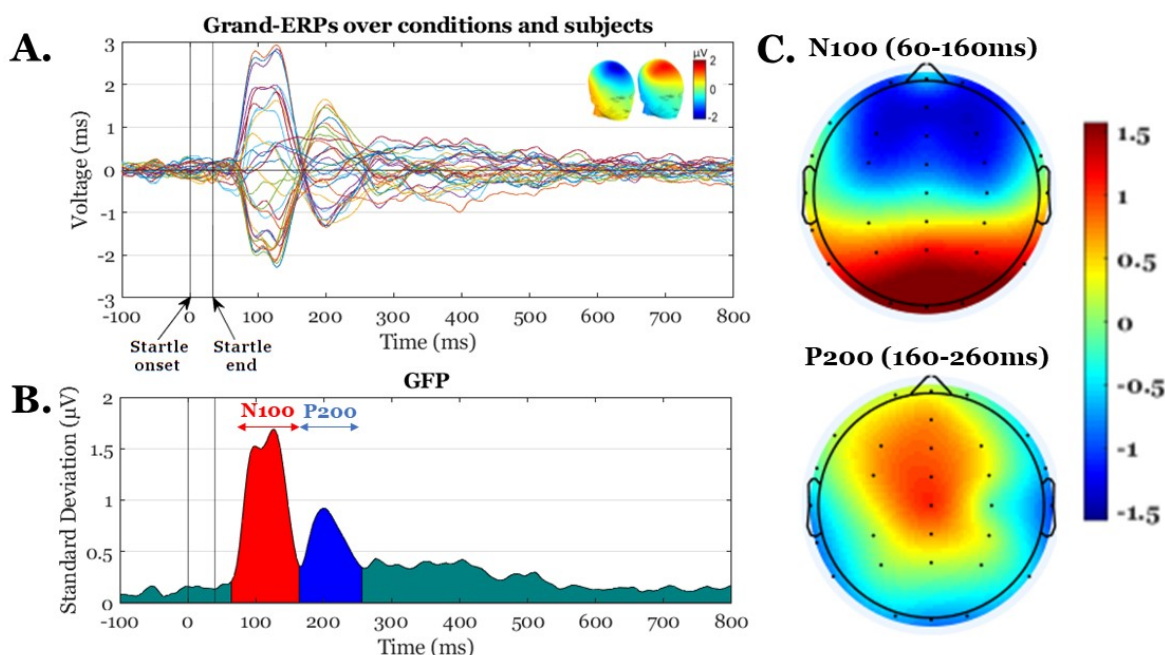 A.
Grand-ERPs over conditions and subjects
3
2
1
0
-1
-2
-3
Voltage (ms)
μV
2
0
-2
-100 0 100 200 300 400 500 600 700 800
Time (ms)
Startle onset
Startle end
B.
GFP
2
1.5
1
0.5
0
Standard Deviation (μV)
N100 P200
-100 0 100 200 300 400 500 600 700 800
Time (ms)
C.
N100 (60-160ms)
P200 (160-260ms)
1.5
1
0.5
0
-0.5
-1
-1.5